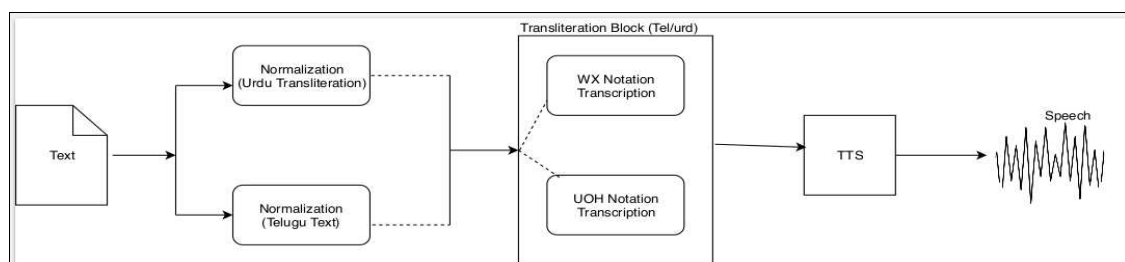 Transliteration Block (Tel/urd)
Normalization
(Urdu Transliteration)
WX Notation
Transcription
Text
Speech
TTS
Normalization
(Telugu Text)
UOH Notation
Transcription